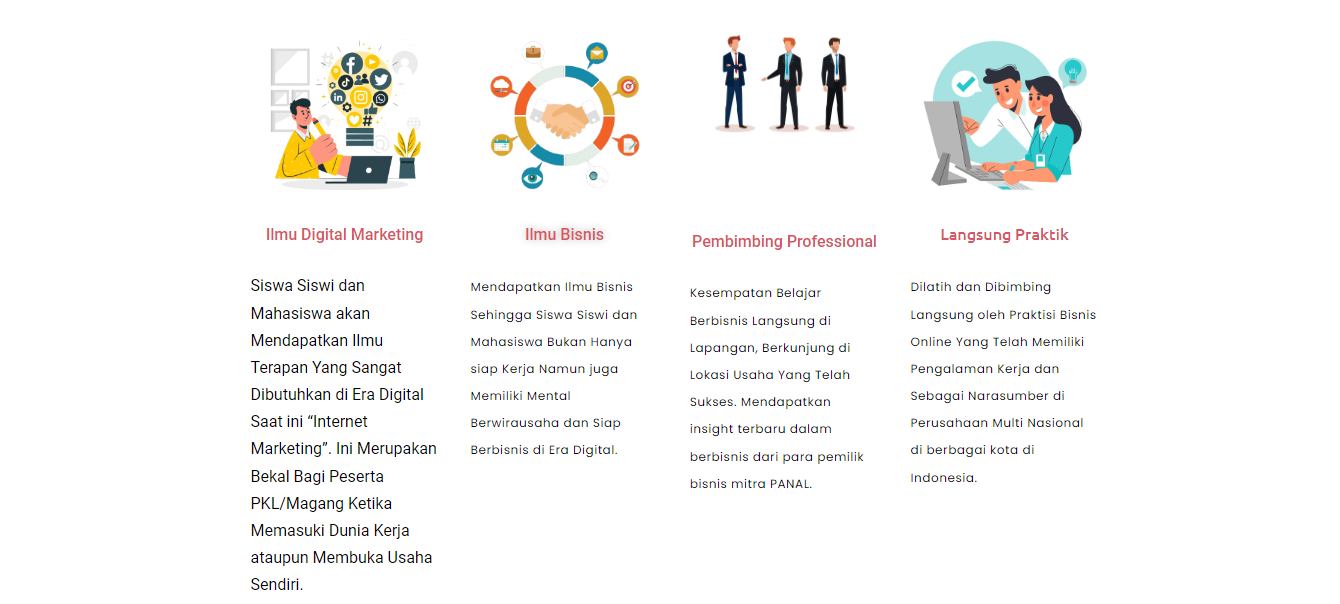 Ilmu Digital Marketing
Siswa Siswi dan
Mahasiswa akan
Mendapatkan Ilmu
Terapan Yang Sangat
Dibutuhkan di Era Digital
Saat ini “Internet
Marketing”. Ini Merupakan
Bekal Bagi Peserta
PKL/Magang Ketika
Memasuki Dunia Kerja
ataupun Membuka Usaha
Sendiri.
Ilmu Bisnis
Mendapatkan Ilmu Bisnis
Sehingga Siswa Siswi dan
Mahasiswa Bukan Hanya
siap Kerja Namun juga
Memiliki Mental
Berwirausaha dan Siap
Berbisnis di Era Digital.
Pembimbing Professional
Kesempatan Belajar
Berbisnis Langsung di
Lapangan, Berkunjung di
Lokasi Usaha Yang Telah
Sukses. Mendapatkan
insight terbaru dalam
berbisnis dari para pemilik
bisnis mitra PANAL.
Langsung Praktik
Dilatih dan Dibimbing
Langsung oleh Praktisi Bisnis
Online Yang Telah Memiliki
Pengalaman Kerja dan
Sebagai Narasumber di
Perusahaan Multi Nasional
di berbagai kota di
Indonesia.